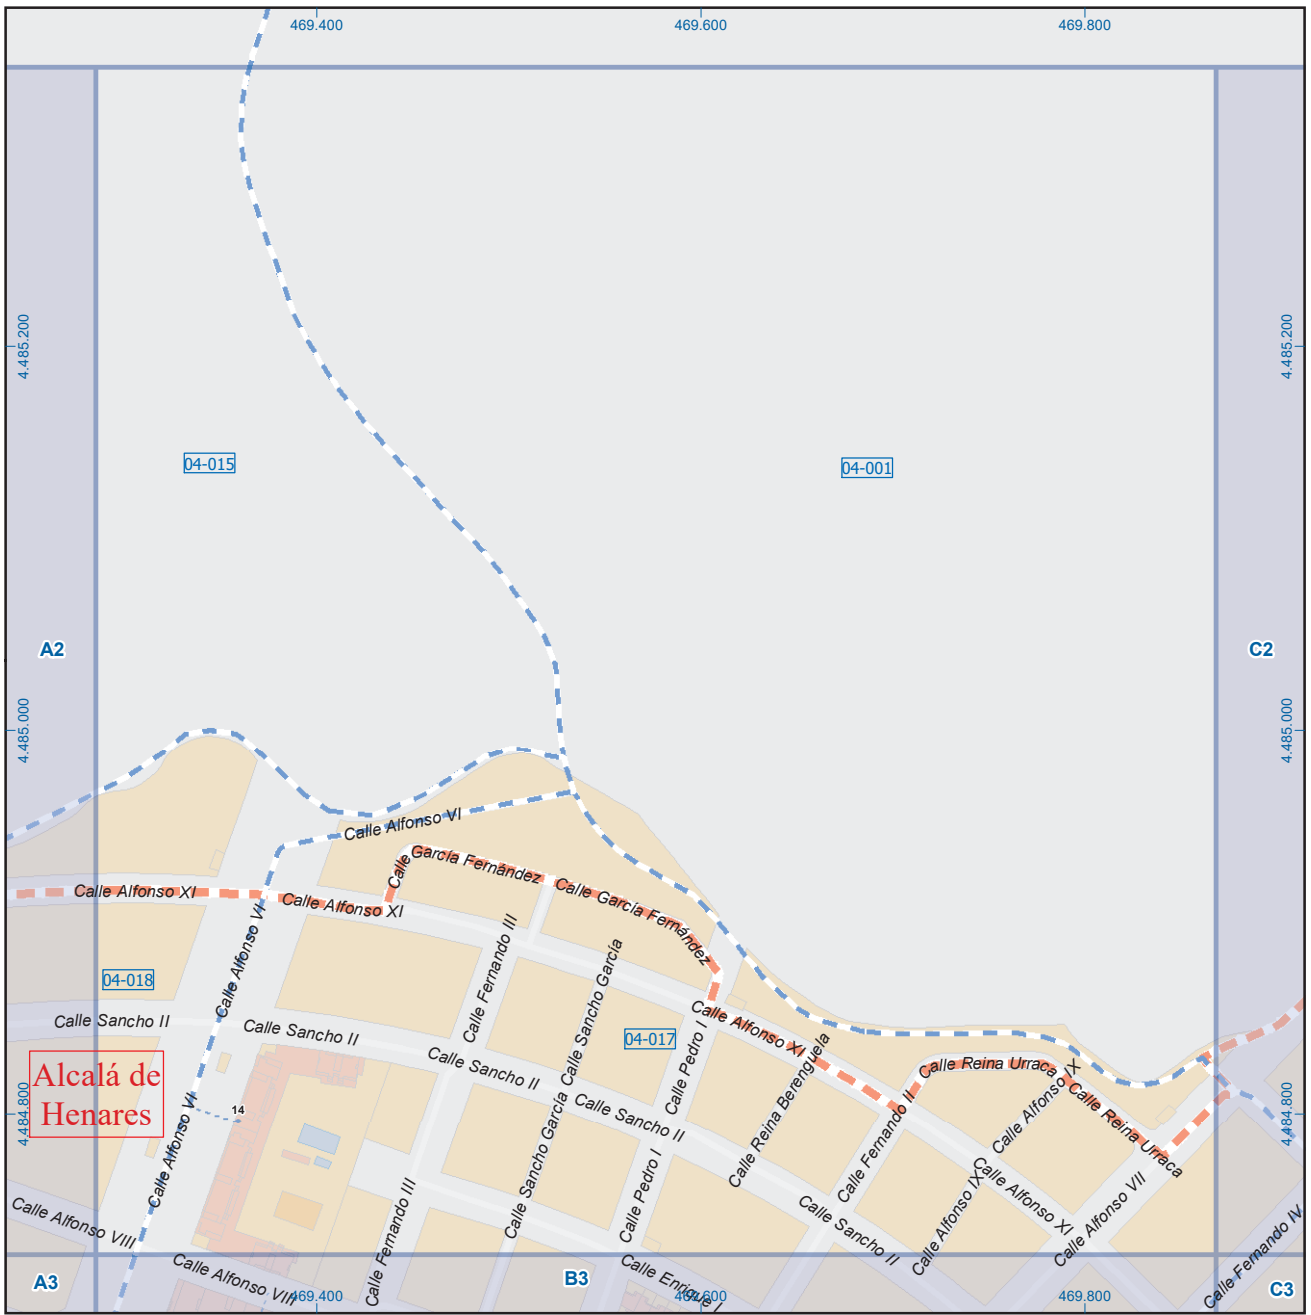 469.400
469.600
469.800
4.485.200
4.485.200
04-015
04-001
A2
C2
4.485.000
4.485.000
Calle Alfonso VI
Calle García Fernández
Calle García Fernández
Calle Alfonso XI
Calle Alfonso XI
Calle Alfonso VI
Calle Fernando III
Calle Sancho García
04-018
Calle Sancho II
Calle Sancho II
Calle Alfonso XI
04-017
Calle Pedro I
Calle Reina Berenguela
Calle Reina Urraca
Calle Alfonso IX
Calle Reina Urraca
Calle Sancho II
Calle Sancho II
Alcalá de
Henares
4.484.800
14
4.484.800
Calle Alfonso VI
Calle Sancho García
Calle Fernando II
Calle Fernando III
Calle Pedro I
Calle Alfonso IX
Calle Alfonso XI
Calle Alfonso VII
Calle Sancho II
Calle Alfonso VIII
Calle Alfonso VIII
Calle Enrique I
Calle Fernando IV
A3
B3
C3
469.400
469.600
469.800